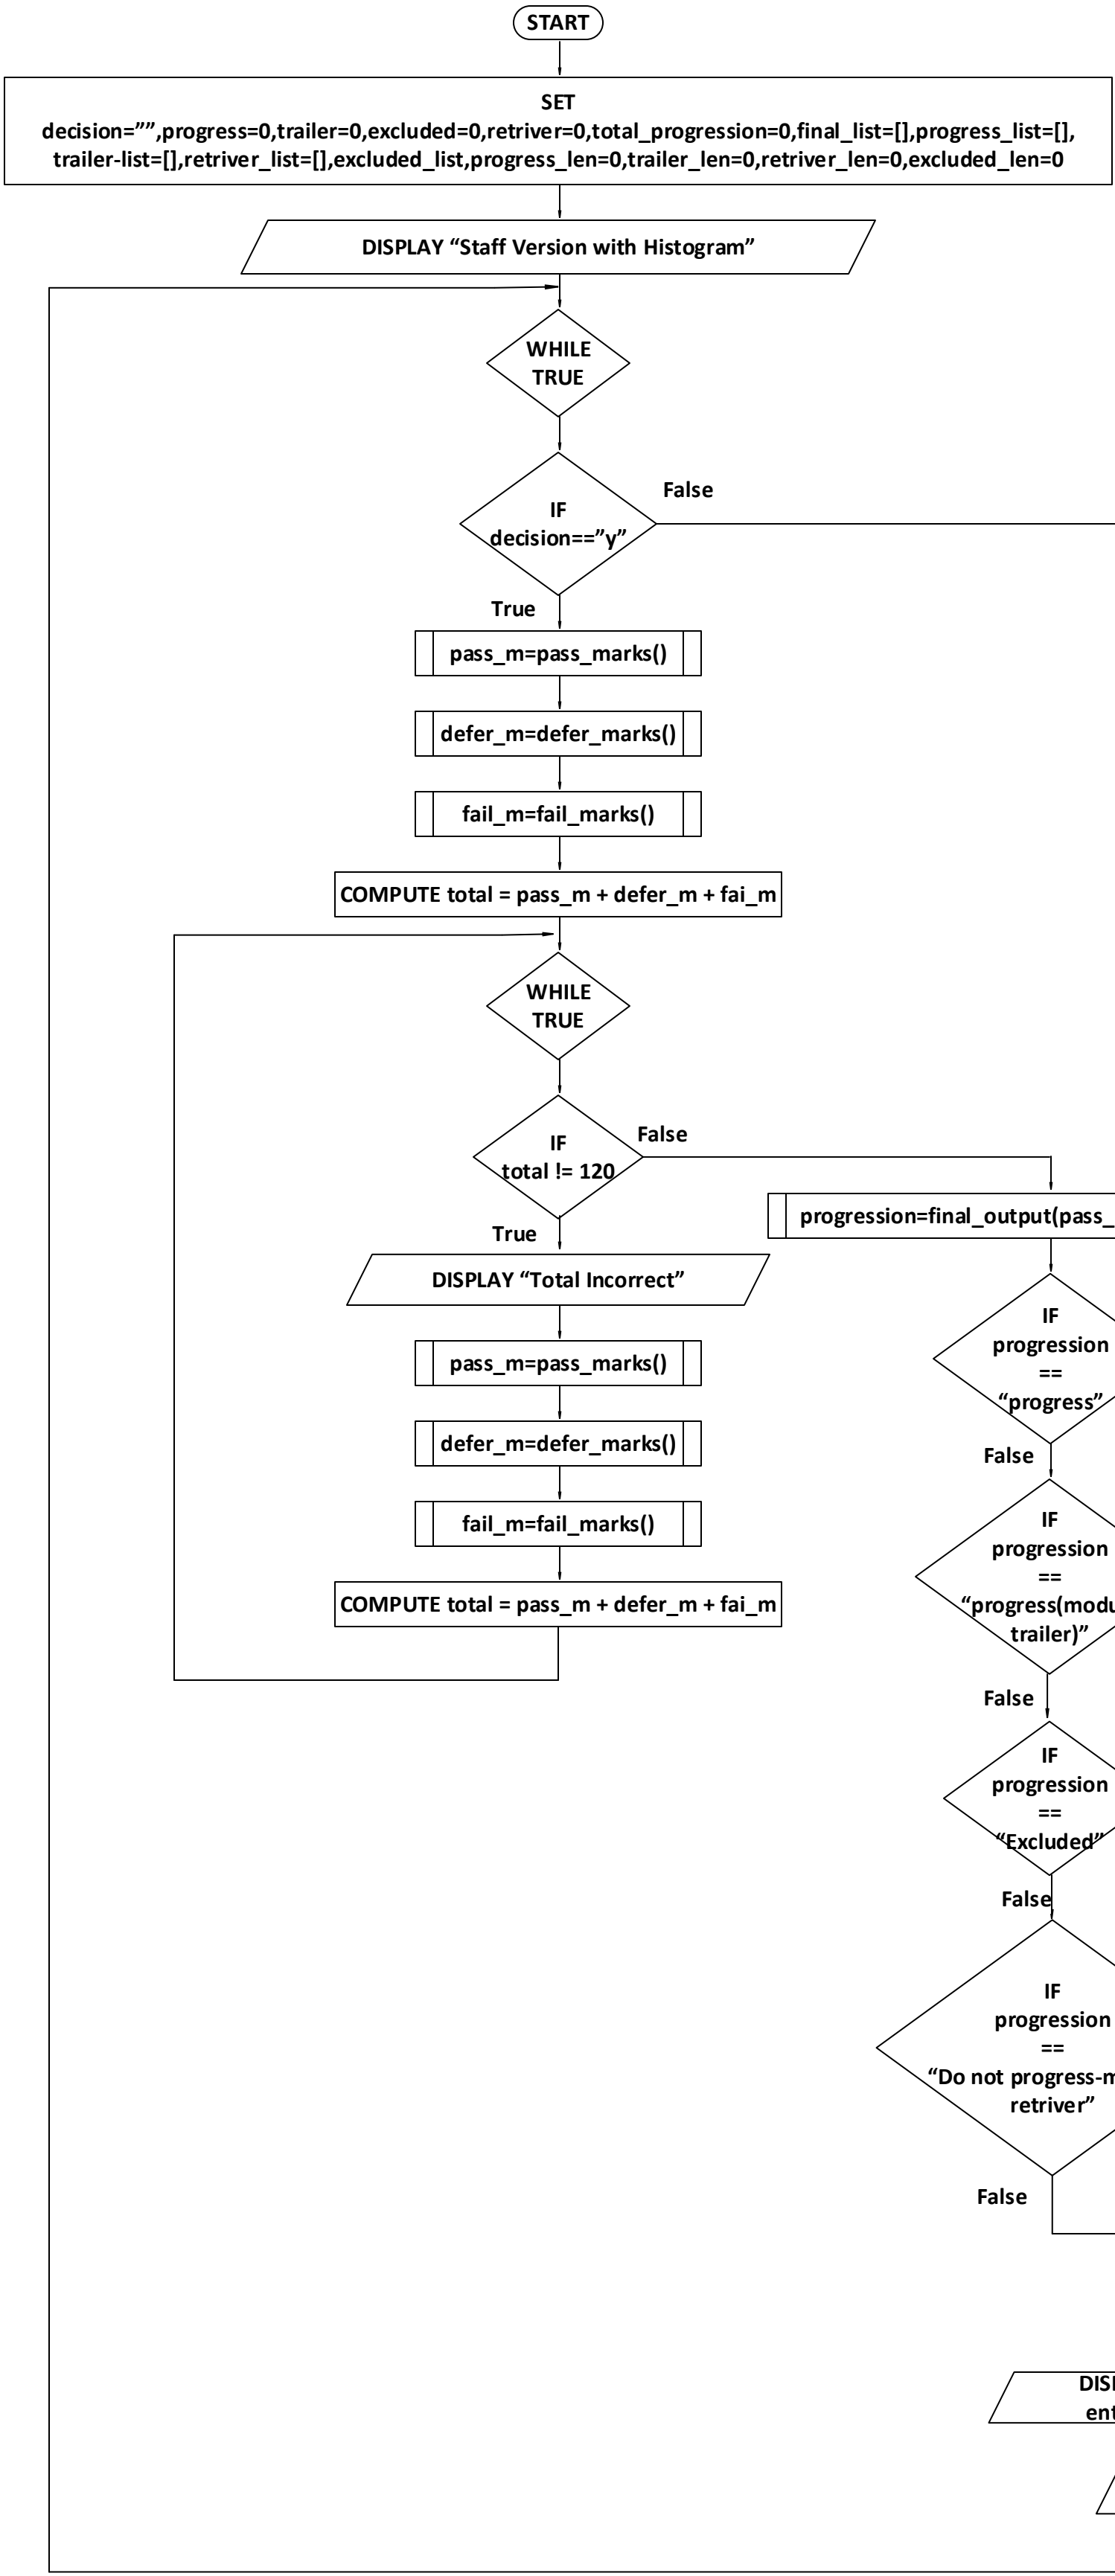 START
SET
decision="”,progress=0,trailer=0,excluded=0,retriver=0,total_progression=0,final_list=[],progress_list=[],
trailer-list=[],retriver_list=[],excluded_list,progress_len=0,trailer_len=0,retriver_len=0,excluded_len=0
DISPLAY “Staff Version with Histogram”
WHILE
TRUE
IF
decision==”y”
False
True
pass_m=pass_marks()
defer_m=defer_marks()
fail_m=fail_marks()
COMPUTE total = pass_m + defer_m + fai_m
WHILE
TRUE
IF
total != 120
False
True
DISPLAY “Total Incorrect”
pass_m=pass_marks()
defer_m=defer_marks()
fail_m=fail_marks()
COMPUTE total = pass_m + defer_m + fai_m
progression=final_output(pass_
IF
progression
==
“progress”
False
IF
progression
==
“progress(modu
trailer)”
False
IF
progression
==
“Excluded”
False
IF
progression
==
“Do not progress-m
retriver”
False
DISP
ent